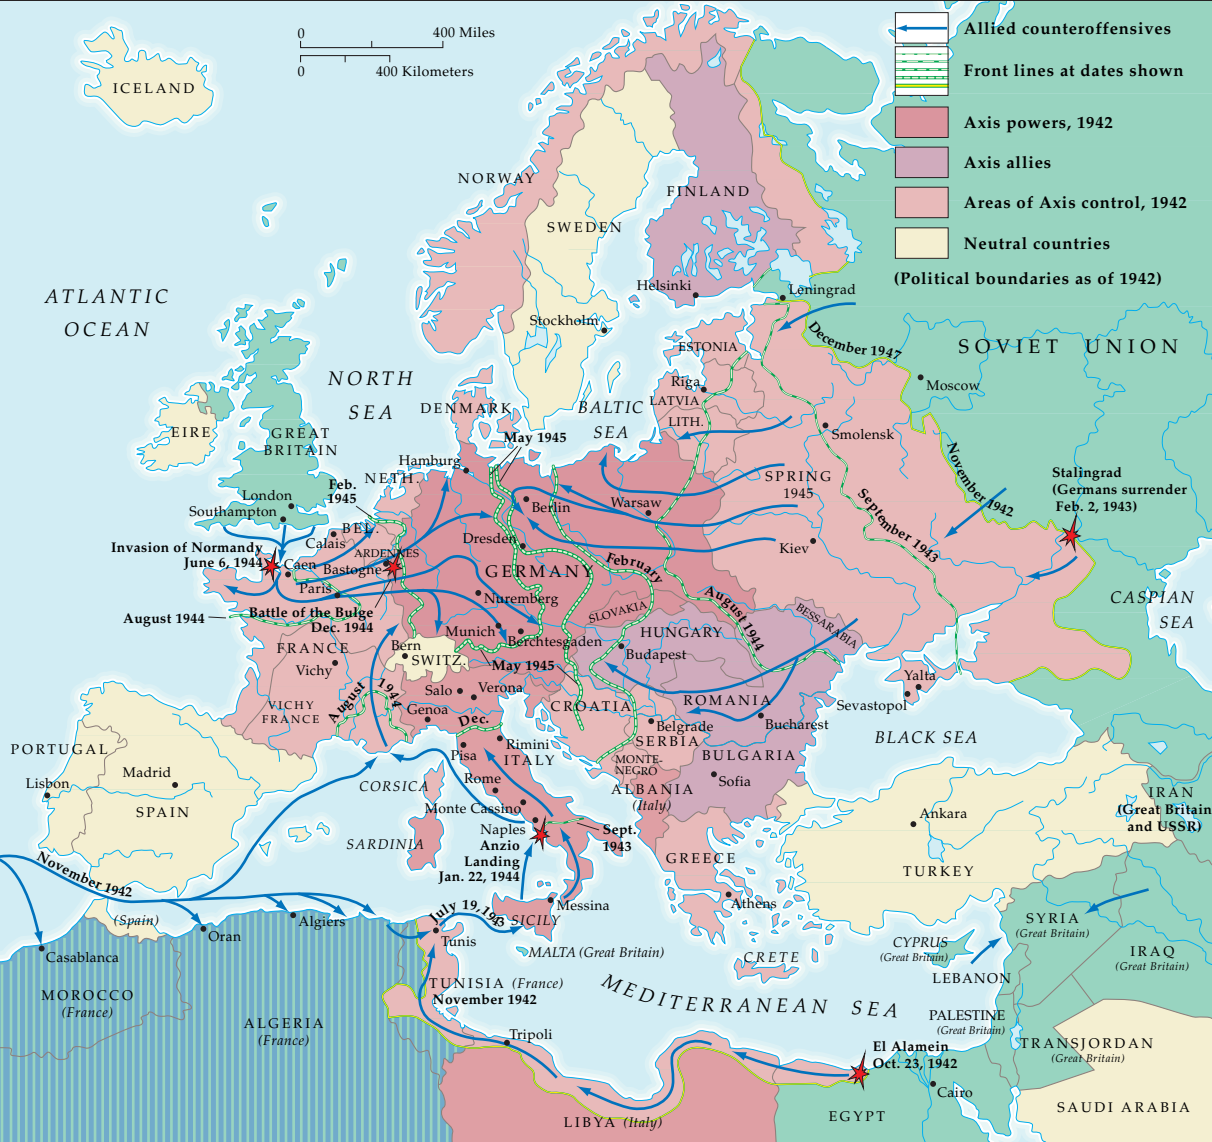 0 400 Miles
0 400 Kilometers
Allied counteroffensives
Front lines at dates shown
Axis powers, 1942
Axis allies
Areas of Axis control, 1942
Neutral countries
(Political boundaries as of 1942)
ICELAND
NORWAY
FINLAND
SWEDEN
Helsinki
Leningrad
ATLANTIC
OCEAN
Stockholm
December 1947
ESTONIA
SOVIET UNION
NORTH
SEA
Riga
Moscow
LATVIA
DENMARK
BALTIC
SEA
LITH.
EIRE
GREAT
BRITAIN
May 1945
Smolensk
Hamburg
NETH.
Feb.
1945
SPRING
1945
November 1942
Stalingrad
(Germans surrender
Feb. 2, 1943)
London
Southampton
Berlin
Warsaw
September 1943
BEL.
Calais
Dresden
Kiev
Invasion of Normandy
June 6, 1944
ARDENNES
Caen
Bastogne
GERMANY
February
Paris
Nuremberg
August 1944
CASPIAN
SEA
August 1944
Battle of the Bulge
Dec. 1944
SLOVAKIA
BESSARABIA
Munich
Berchtesgaden
HUNGARY
FRANCE
Bern
SWITZ.
Budapest
Vichy
May 1945
Yalta
Sevastopol
August 1944
Salo
Verona
CROATIA
ROMANIA
VICHY
FRANCE
Genoa
Dec.
Belgrade
Bucharest
PORTUGAL
Pisa
Rimini
ITALY
SERBIA
BULGARIA
BLACK SEA
Madrid
Lisbon
SPAIN
CORSICA
Rome
MONTE-
NEGRO
Sofia
ALBANIA
(Italy)
IRAN
(Great Britain
and USSR)
Monte Cassino
Ankara
SARDINIA
Naples
Anzio
Landing
Jan. 22, 1944
Sept.
1943
GREECE
TURKEY
November 1942
Athens
Messina
July 19, 1943
SICILY
(Spain)
Algiers
Oran
Tunis
SYRIA
(Great Britain)
Casablanca
MALTA (Great Britain)
CRETE
CYPRUS
(Great Britain)
IRAQ
(Great Britain)
LEBANON
MOROCCO
(France)
TUNISIA (France)
November 1942
MEDITERRANEAN SEA
ALGERIA
(France)
PALESTINE
(Great Britain)
Tripoli
El Alamein
Oct. 23, 1942
TRANSJORDAN
(Great Britain)
Cairo
LIBYA (Italy)
EGYPT
SAUDI ARABIA